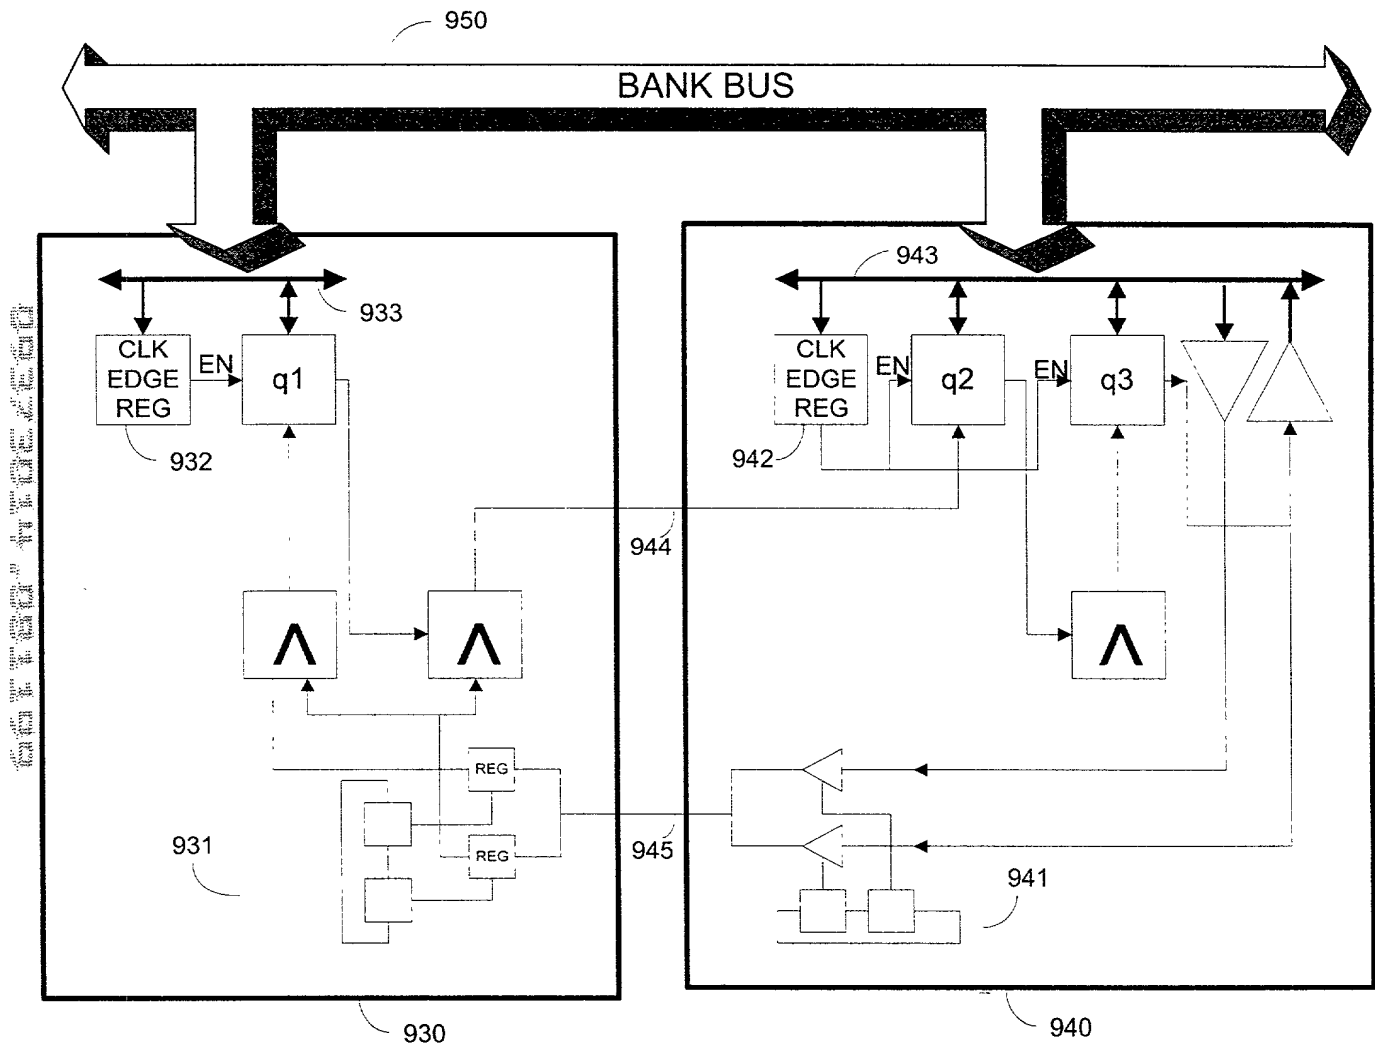 950
BANK BUS
943
933
CLK
EDGE
REG
EN
q1
CLK
EDGE
REG
EN
q2
EN
q3
932
942
944
Λ
Λ
Λ
REG
REG
931
945
941
930
940